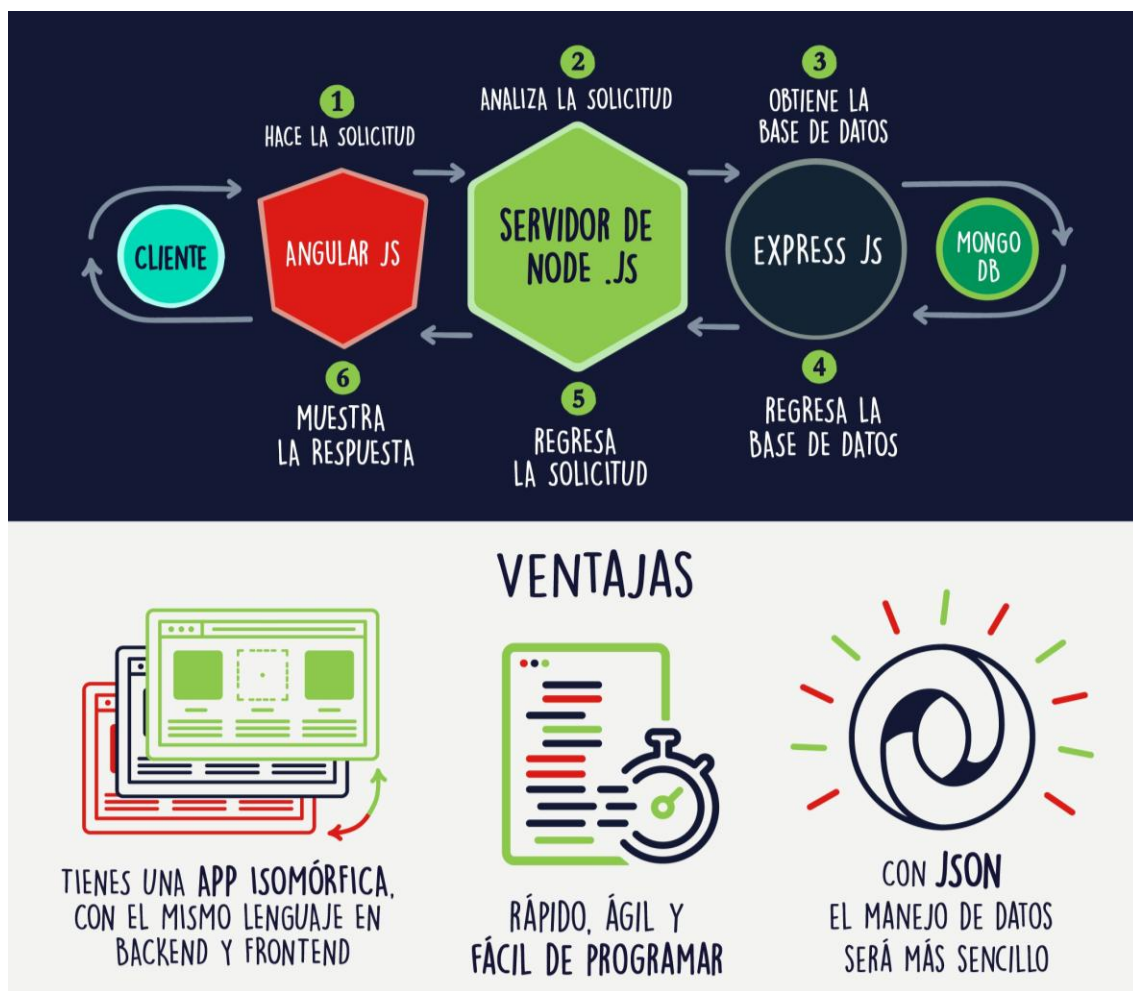 1
HACE LA SOLICITUD
2
ANALIZA LA SOLICITUD
3
OBTIENE LA
BASE DE DATOS
CLIENTE
ANGULAR JS
SERVIDOR DE
NODE .JS
EXPRESS JS
MONGO
DB
6
MUESTRA
LA RESPUESTA
5
REGRESA
LA SOLICITUD
4
REGRESA LA
BASE DE DATOS
VENTAJAS
TIENES UNA APP ISOMÓRFICA,
CON EL MISMO LENGUAJE EN
BACKEND Y FRONTEND
RÁPIDO, ÁGIL Y
FÁCIL DE PROGRAMAR
CON JSON
EL MANEJO DE DATOS
SERÁ MÁS SENCILLO